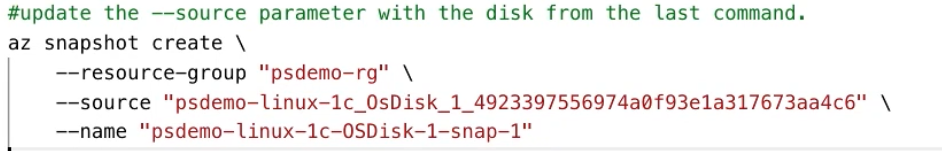 #update the --source parameter with the disk from the last command.
az snapshot create \
--resource-group "psdemo-rg" \
--source "psdemo-linux-1c_OsDisk_1_4923397556974a0f93e1a317673aa4c6" \
--name "psdemo-linux-1c-OSDisk-1-snap-1"